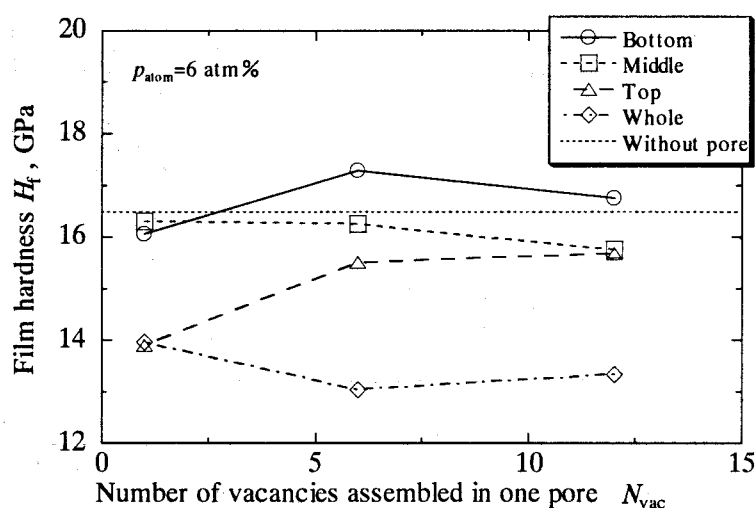 20
18
16
14
12
Film hardness Hf , GPa
patom=6 atm%
Bottom
Middle
Top
Whole
Without pore
0
5
10
15
Number of vacancies assembled in one pore Nvac